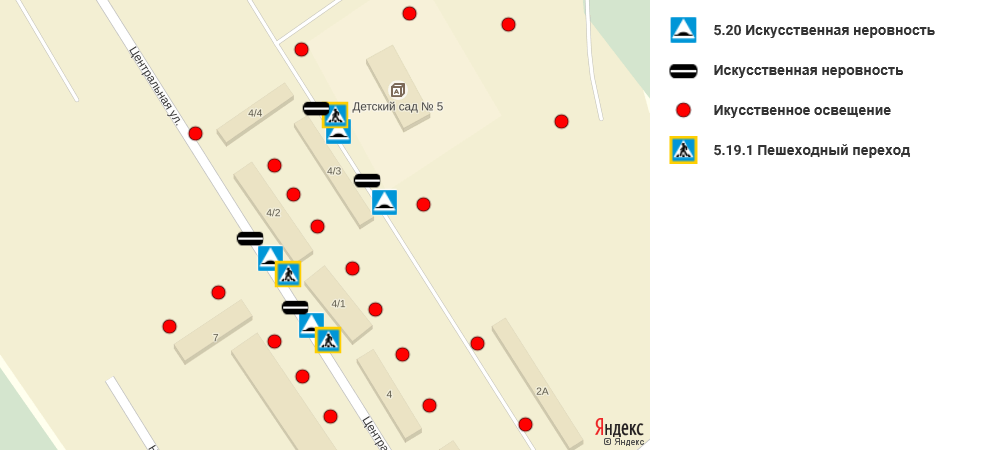 5.20 Искусственная неровность
Искусственная неровность
Икусственное освещение
5.19.1 Пешеходный переход
Центральная ул.
4/4
Детский сад № 5
4/3
4/2
4/1
7
4
2А
Центра
Яндекс
© Яндекс